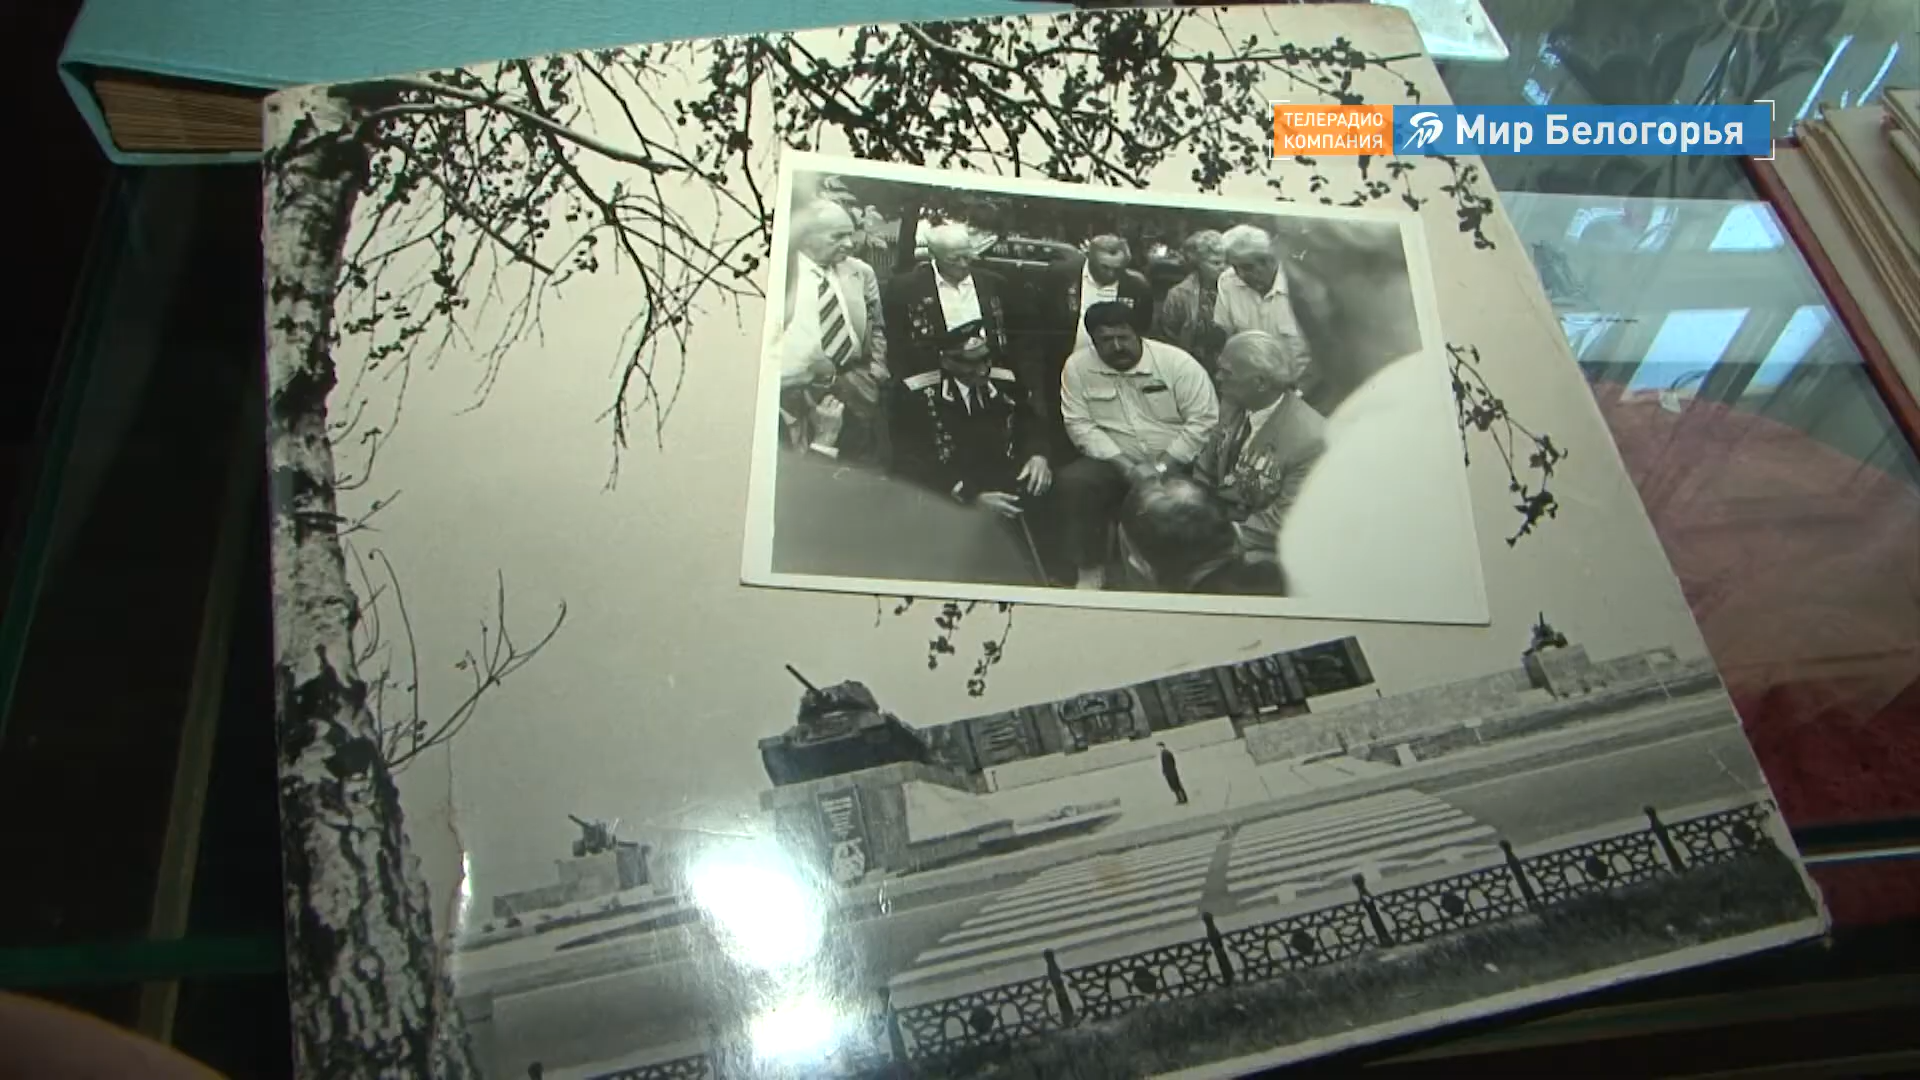 ТЕЛЕРАДИО
КОМПАНИЯ
Мир Белогорья